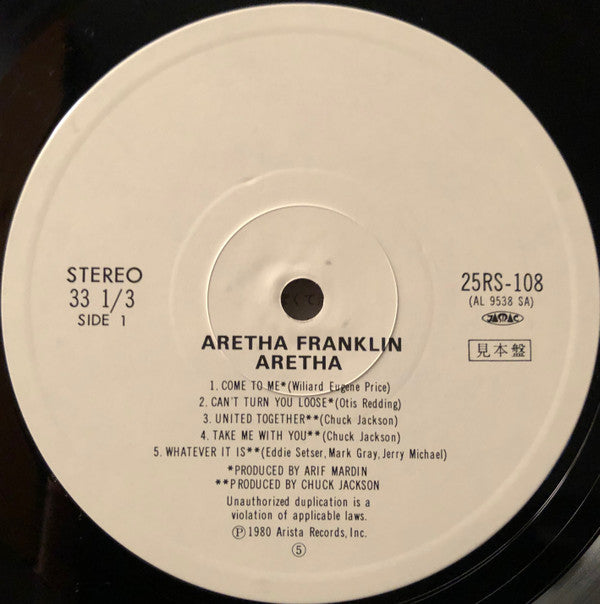 STEREO
33 1/3
SIDE 1
25RS-108
(AL 9538 SA)
JASRAC
見本盤
ARETHA FRANKLIN
ARETHA
1. COME TO ME*(Wiliard Eugene Price)
2. CAN'T TURN YOU LOOSE*(Otis Redding)
3. UNITED TOGETHER**(Chuck Jackson)
4. TAKE ME WITH YOU**(Chuck Jackson)
5. WHATEVER IT IS**(Eddie Setser, Mark Gray, Jerry Michael)
*PRODUCED BY ARIF MARDIN
**PRODUCED BY CHUCK JACKSON
Unauthorized duplication is a
violation of applicable laws.
Ⓟ 1980 Arista Records, Inc.
⑤